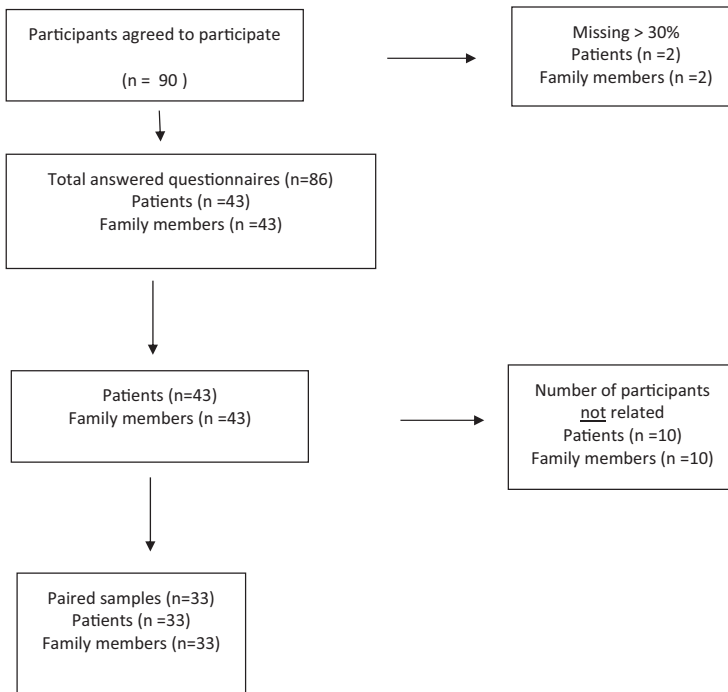 Participants agreed to participate
(n = 90 )
Missing > 30%
Patients (n =2)
Family members (n =2)
Total answered questionnaires (n=86)
Patients (n =43)
Family members (n =43)
Patients (n=43)
Family members (n =43)
Number of participants
not related
Patients (n =10)
Family members (n =10)
Paired samples (n=33)
Patients (n =33)
Family members (n=33)